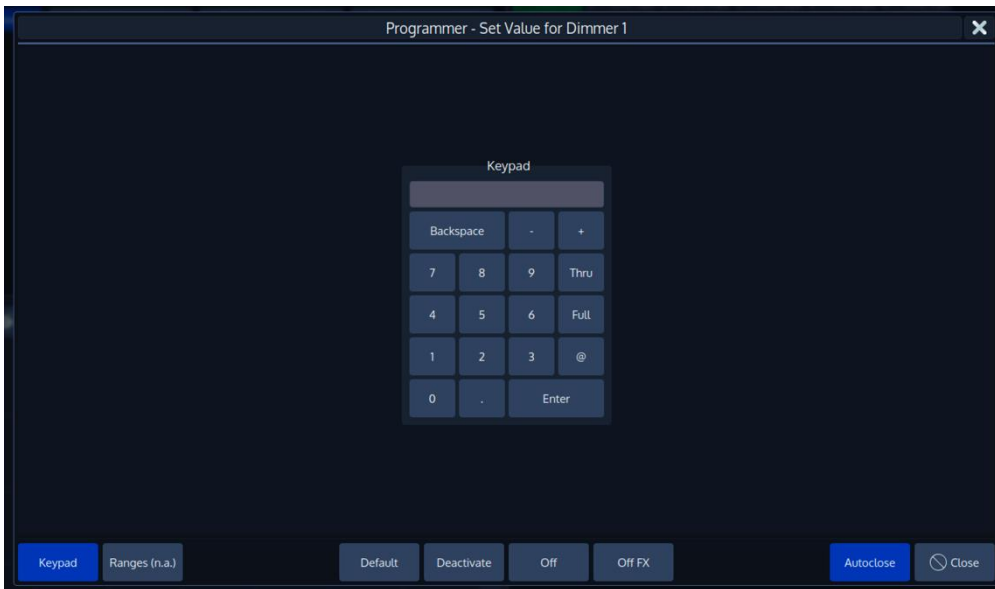 Programmer - Set Value for Dimmer 1
Keypad
Backspace - +
7 8 9 Thru
4 5 6 Full
1 2 3 @
0 . Enter
Keypad Ranges (n.a.) Default Deactivate Off Off FX Autoclose Close